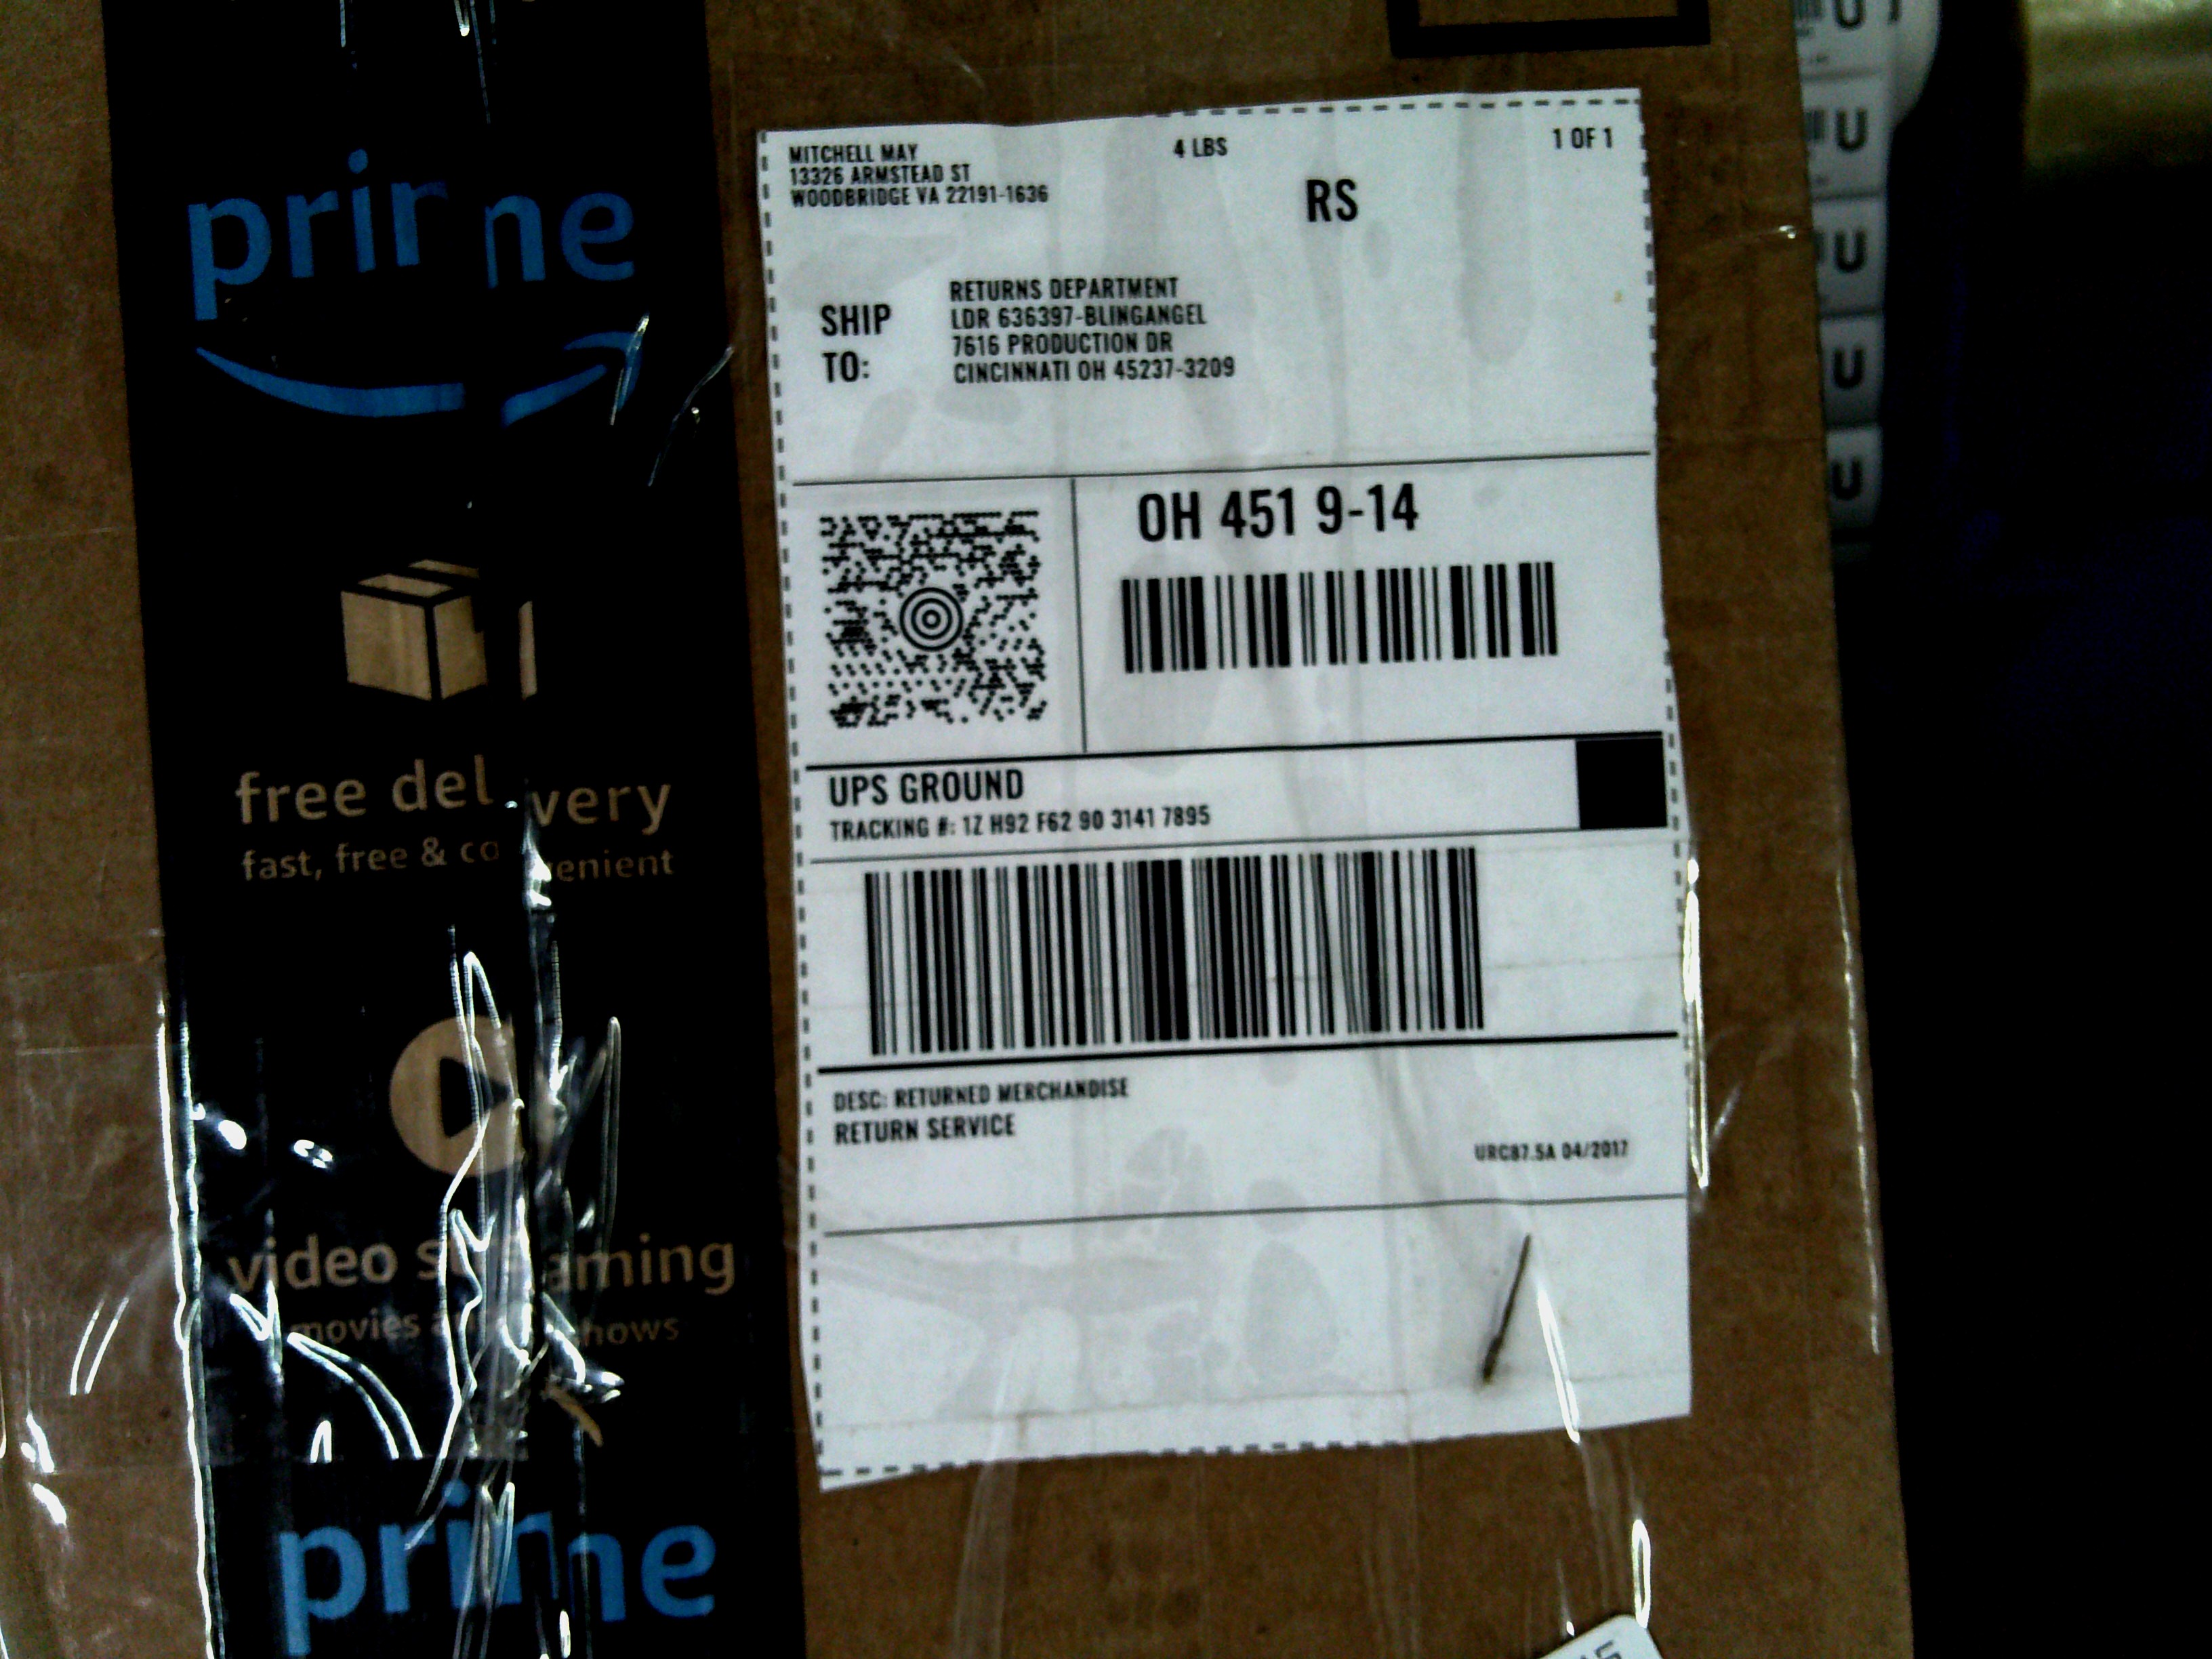 prime
free delivery
fast, free & convenient
video streaming
movies shows
prime
MITCHELL MAY
13326 ARMSTEAD ST
WOODBRIDGE VA 22191-1636
4 LBS
1 OF 1
RS
SHIP
TO:
RETURNS DEPARTMENT
LDR 636397-BLINGANGEL
7616 PRODUCTION DR
CINCINNATI OH 45237-3209
OH 451 9-14
UPS GROUND
TRACKING #: 1Z H92 F62 90 3141 7895
DESC: RETURNED MERCHANDISE
RETURN SERVICE
URC87.5A 04/2017
U
U
U
U
U